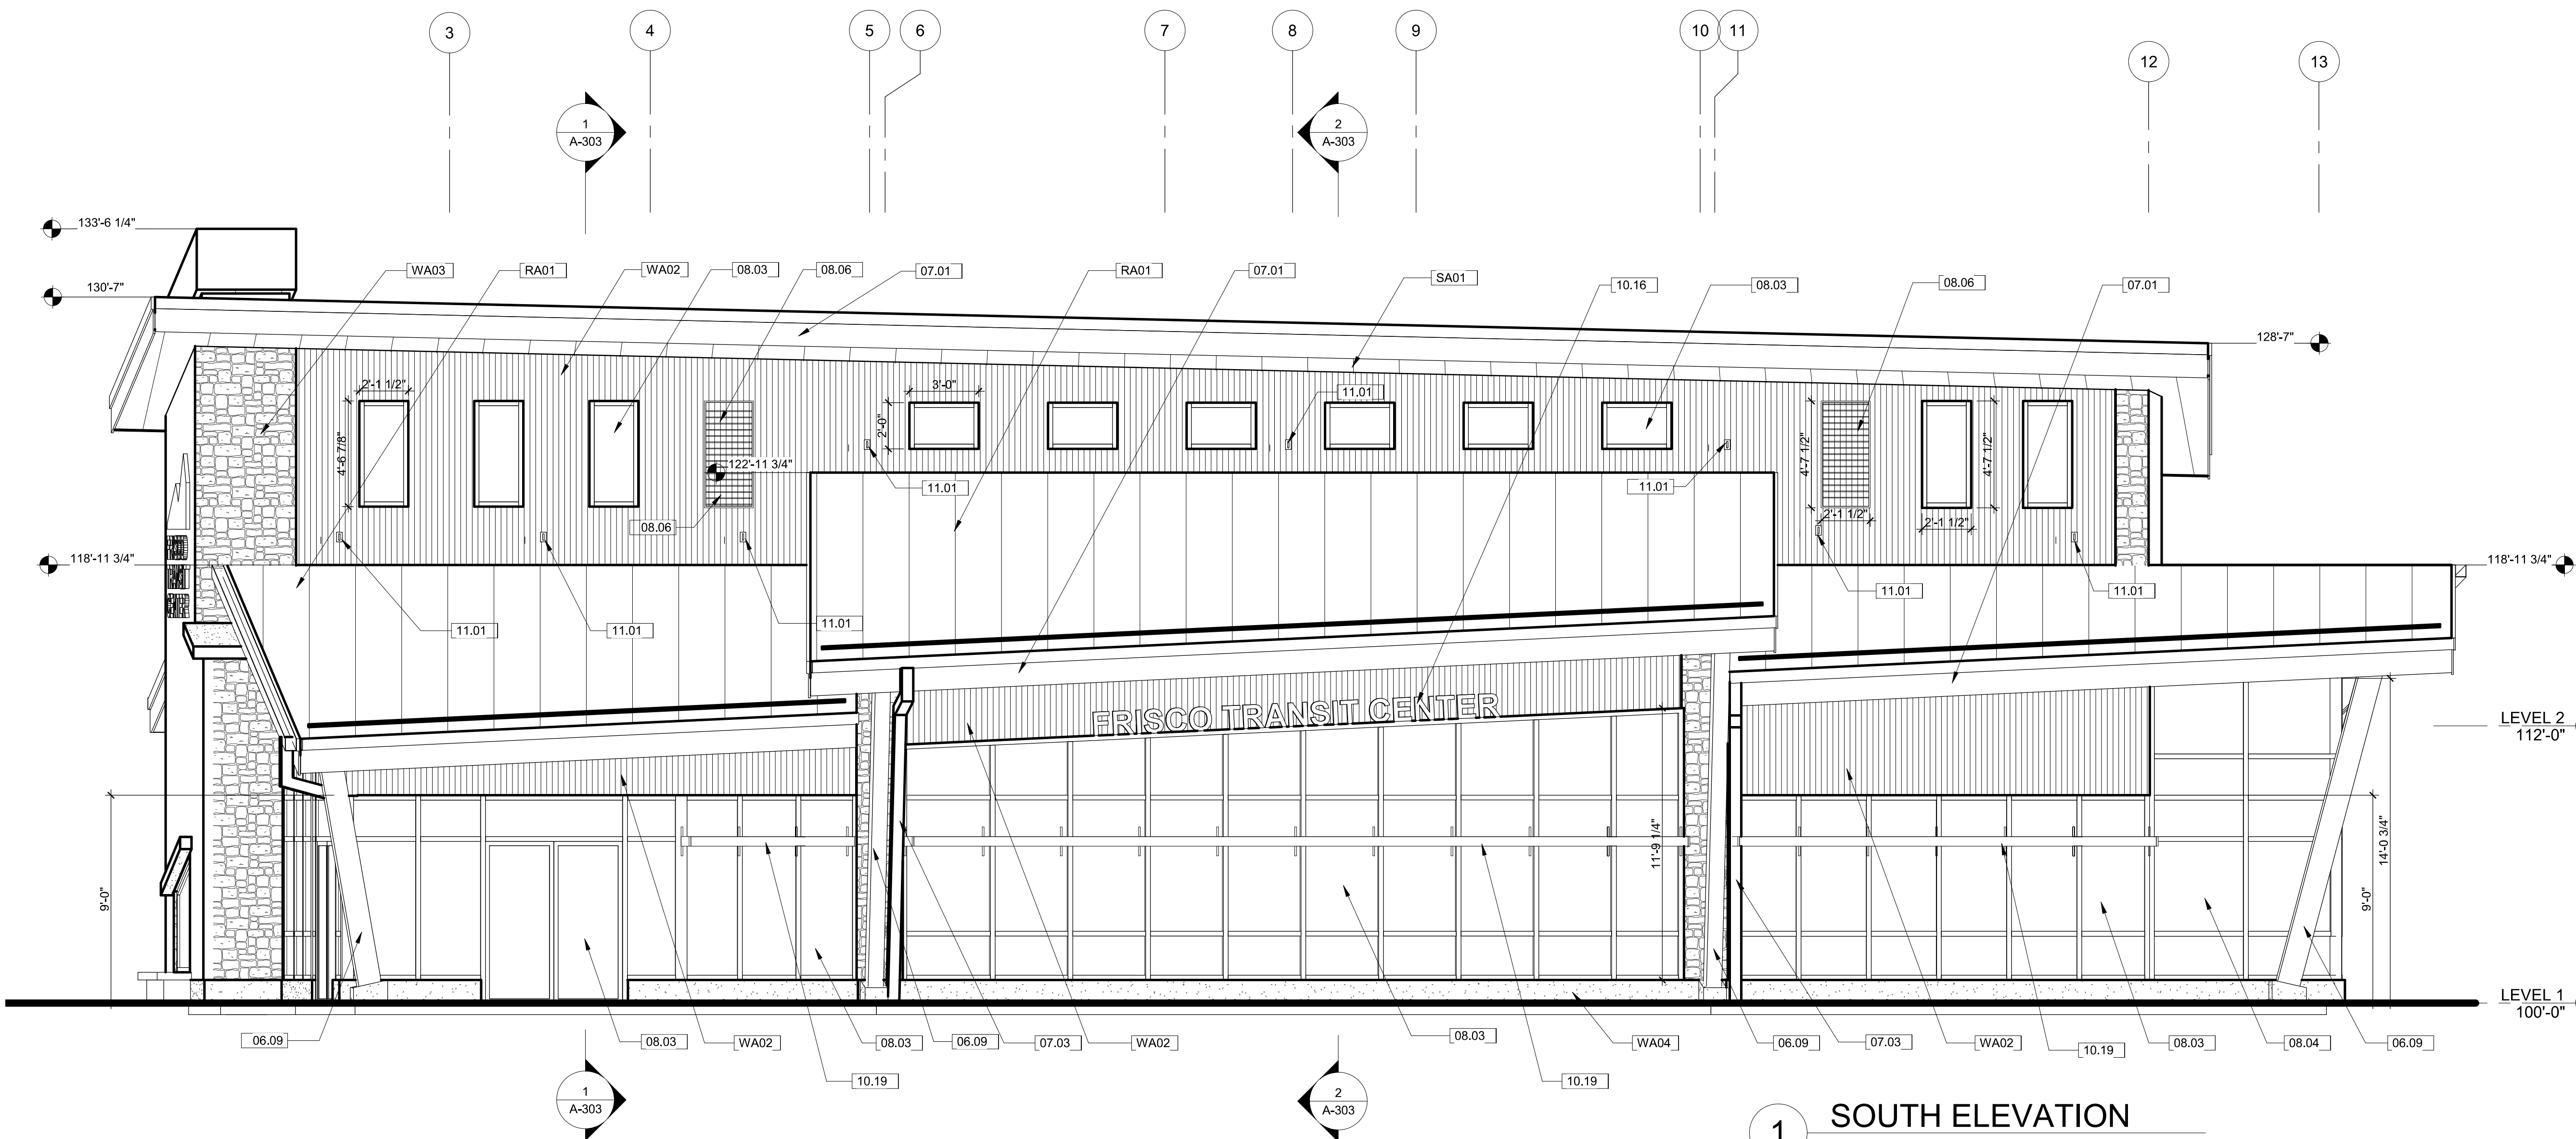 3 4 5 6 7 8 9 10 11 12 13
1 2
A-303 A-303
133'-6 1/4"
WA03 RA01 WA02 08.03 08.06 07.01 RA01 07.01 SA01 10.16 08.03 08.06 07.01
130'-7"
128'-7"
2'-1 1/2" 3'-0" 11.01
4'-6 7/8" 2'-0" 4'-7 1/2" 4'-7 1/2"
122'-11 3/4"
11.01 11.01
08.06 2'-1 1/2" 2'-1 1/2"
118'-11 3/4" 118'-11 3/4"
11.01 11.01
11.01 11.01 11.01
FRISCO TRANSIT CENTER
LEVEL 2
112'-0"
9'-0" 11'-9 1/4" 9'-0" 14'-0 3/4"
LEVEL 1
100'-0"
06.09 08.03 WA02 08.03 06.09 07.03 WA02 08.03 WA04 06.09 07.03 WA02 10.19 08.03 08.04 06.09
10.19 10.19
1 2
A-303 A-303
1 SOUTH ELEVATION